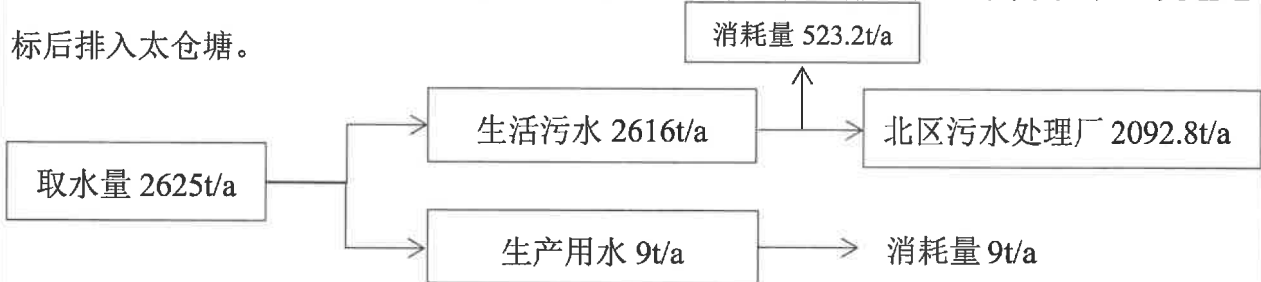 标后排入太仓塘。
消耗量 523.2t/a
生活污水 2616t/a
北区污水处理厂 2092.8t/a
取水量 2625t/a
生产用水 9t/a
消耗量 9t/a